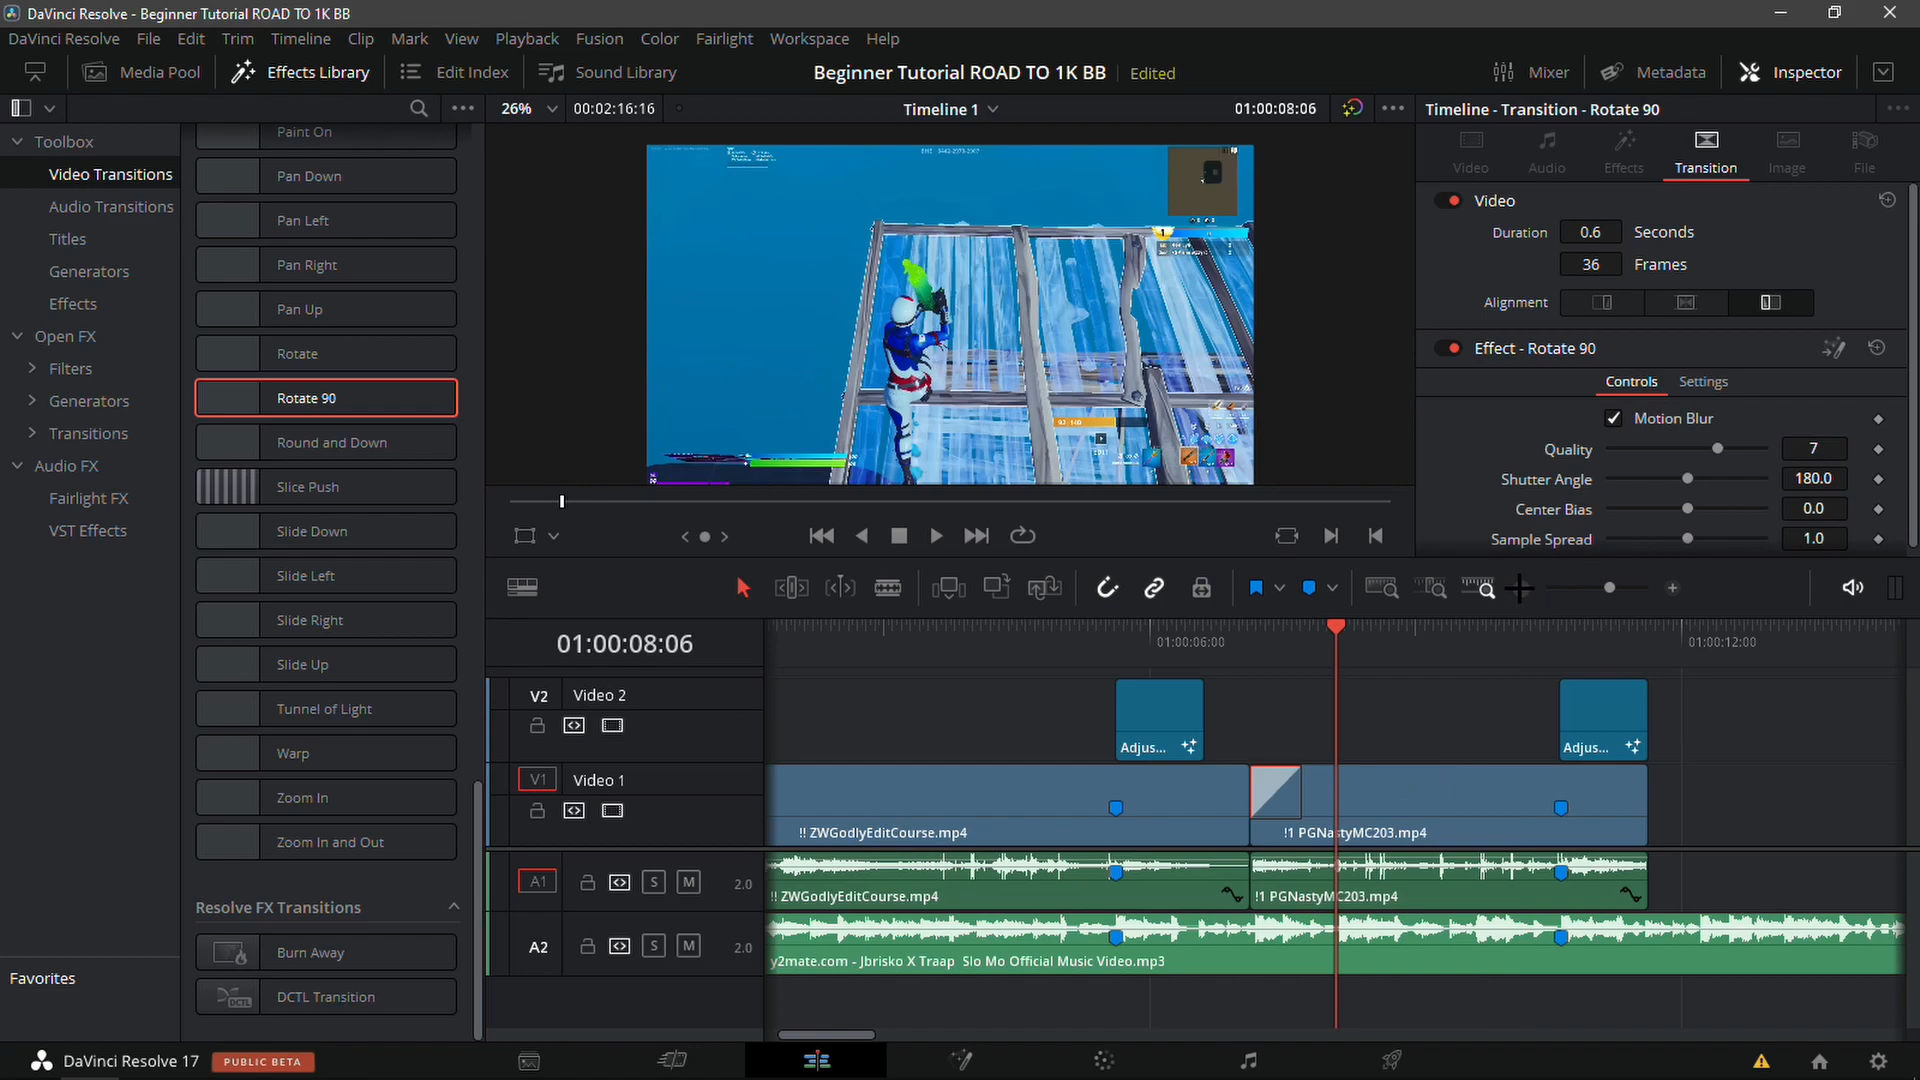 DaVinci Resolve - Beginner Tutorial ROAD TO 1K BB
DaVinci Resolve File Edit Trim Timeline Clip Mark View Playback Fusion Color Fairlight Workspace Help
Media Pool Effects Library Edit Index Sound Library Beginner Tutorial ROAD TO 1K BB Edited Mixer Metadata Inspector
26% 00:02:16:16 Timeline 1 01:00:08:06 Timeline - Transition - Rotate 90
Toolbox
Video Transitions
Audio Transitions
Titles
Generators
Effects
Open FX
Filters
Generators
Transitions
Audio FX
Fairlight FX
VST Effects
Favorites
Paint On
Pan Down
Pan Left
Pan Right
Pan Up
Rotate
Rotate 90
Round and Down
Slice Push
Slide Down
Slide Left
Slide Right
Slide Up
Tunnel of Light
Warp
Zoom In
Zoom In and Out
Resolve FX Transitions
Burn Away
DCTL Transition
Video Audio Effects Transition Image File
Video
Duration 0.6 Seconds
36 Frames
Alignment
Effect - Rotate 90
Controls Settings
Motion Blur
Quality 7
Shutter Angle 180.0
Center Bias 0.0
Sample Spread 1.0
01:00:08:06 01:00:06:00 01:00:12:00
V2 Video 2
Adjus... Adjus...
V1 Video 1
!! ZWGodlyEditCourse.mp4 !1 PGNastyMC203.mp4
A1 S M 2.0
!! ZWGodlyEditCourse.mp4 !1 PGNastyMC203.mp4
A2 S M 2.0
y2mate.com - Jbrisko X Traap Slo Mo Official Music Video.mp3
DaVinci Resolve 17 PUBLIC BETA